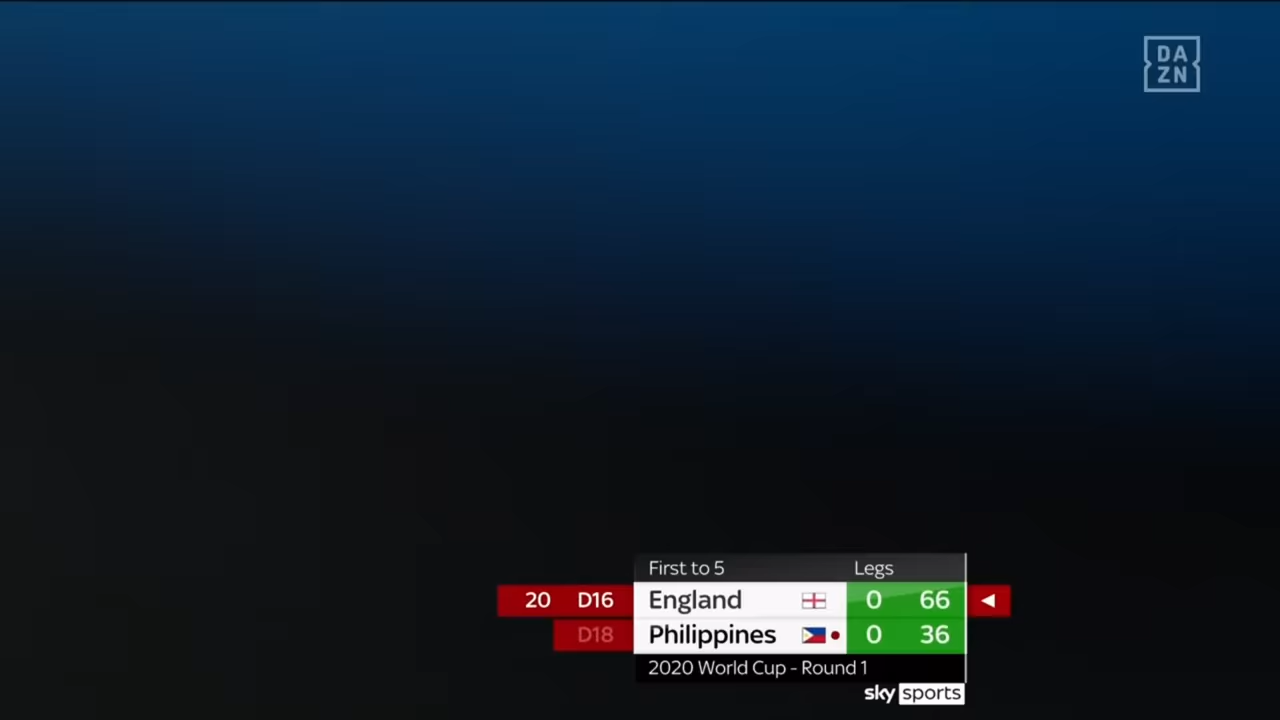 DA
ZN
First to 5 Legs
20 D16 England 0 66
D18 Philippines 0 36
2020 World Cup - Round 1
sky sports